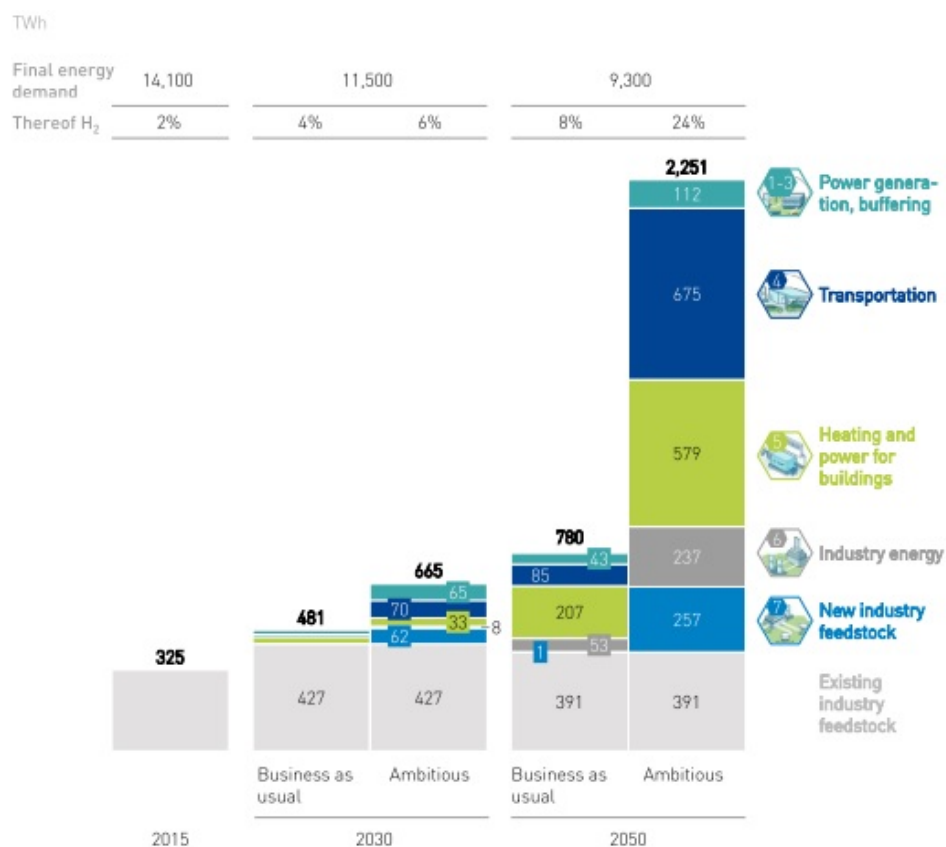 TWh
Final energy
demand
14,100
11,500
9,300
Thereof H₂
2%
4%
6%
8%
24%
2,251
112
675
579
237
257
391
1-3
Power genera-
tion, buffering
4
Transportation
5
Heating and
power for
buildings
6
Industry energy
7
New industry
feedstock
Existing
industry
feedstock
780
43
85
207
53
1
391
665
65
70
33
8
62
427
481
427
325
Business as
usual
Ambitious
Business as
usual
Ambitious
2015
2030
2050